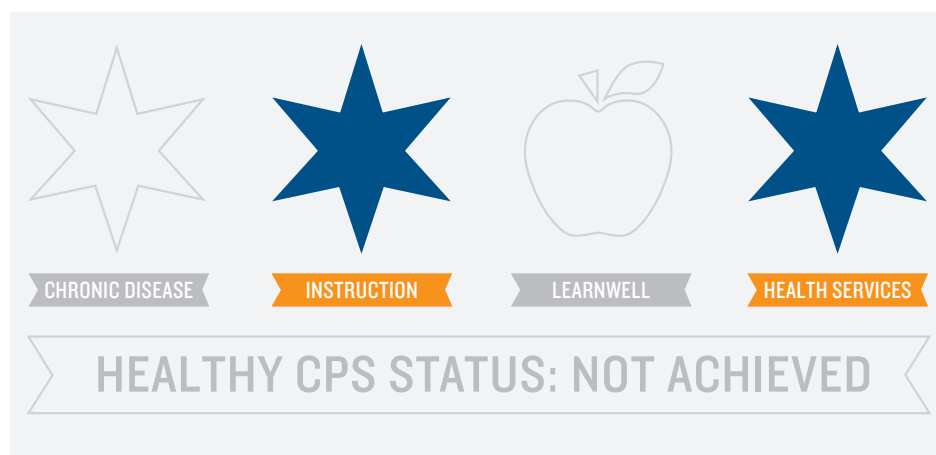 CHRONIC DISEASE
INSTRUCTION
LEARNWELL
HEALTH SERVICES
HEALTHY CPS STATUS: NOT ACHIEVED